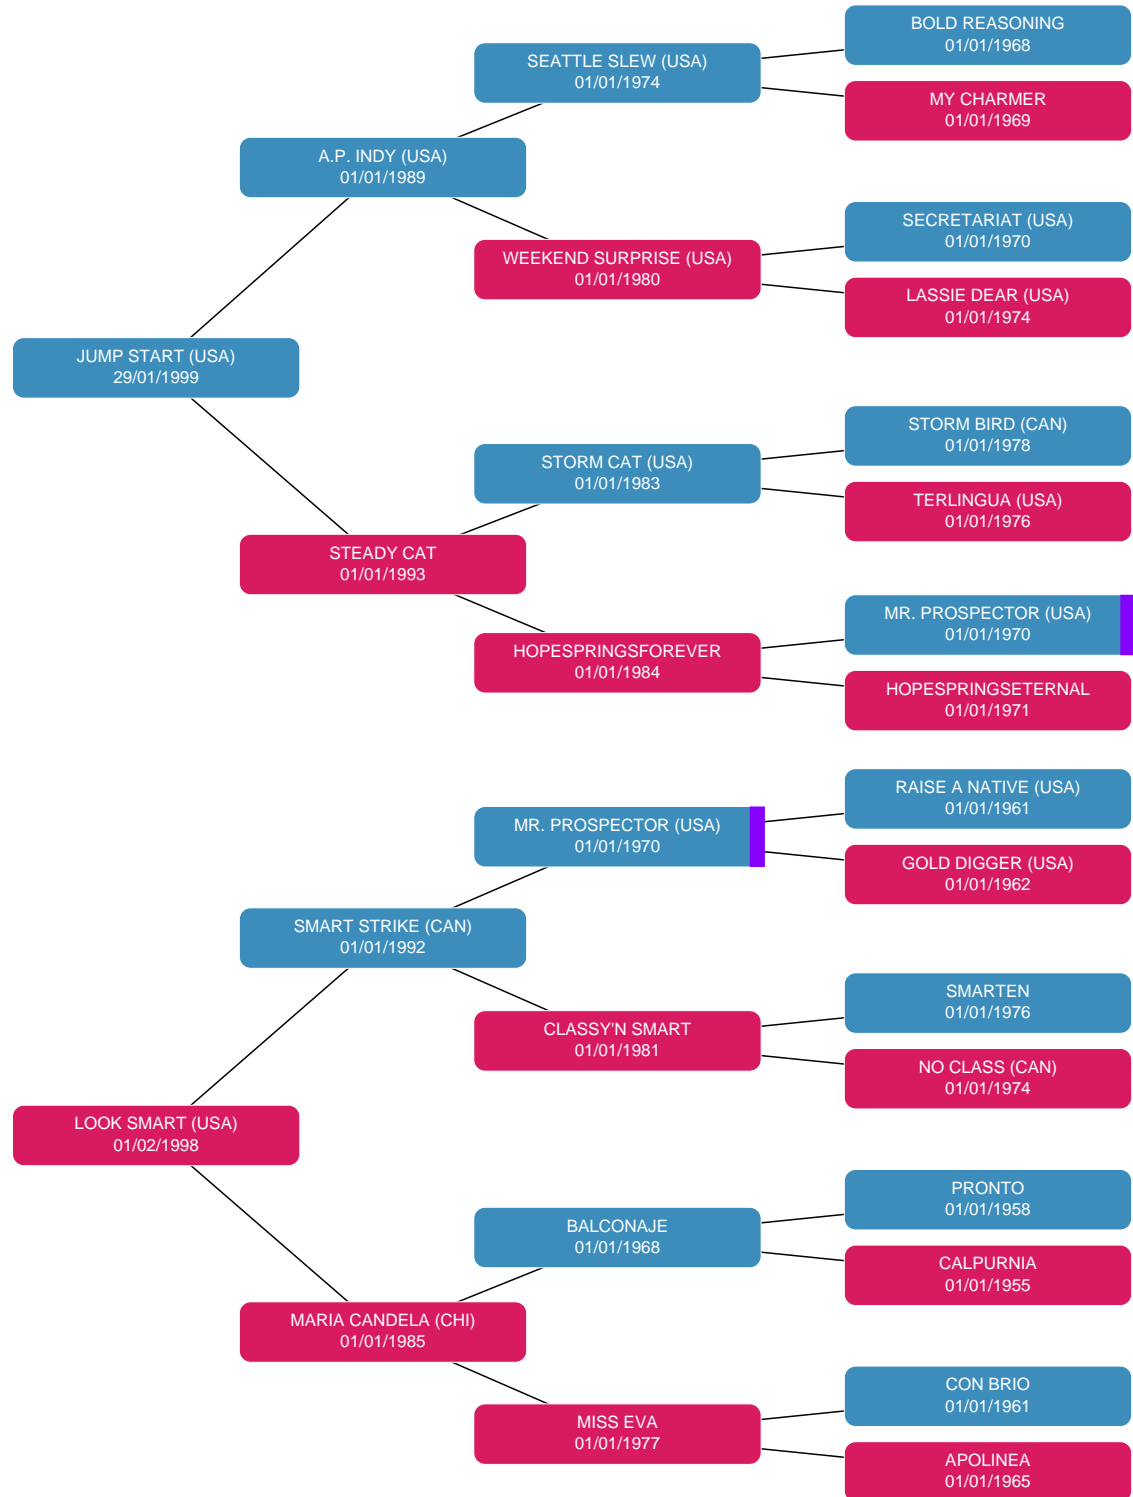 BOLD REASONING
01/01/1968
SEATTLE SLEW (USA)
01/01/1974
MY CHARMER
01/01/1969
A.P. INDY (USA)
01/01/1989
SECRETARIAT (USA)
01/01/1970
WEEKEND SURPRISE (USA)
01/01/1980
LASSIE DEAR (USA)
01/01/1974
JUMP START (USA)
29/01/1999
STORM BIRD (CAN)
01/01/1978
STORM CAT (USA)
01/01/1983
TERLINGUA (USA)
01/01/1976
STEADY CAT
01/01/1993
MR. PROSPECTOR (USA)
01/01/1970
HOPESPRINGSFOREVER
01/01/1984
HOPESPRINGSETERNAL
01/01/1971
RAISE A NATIVE (USA)
01/01/1961
MR. PROSPECTOR (USA)
01/01/1970
GOLD DIGGER (USA)
01/01/1962
SMART STRIKE (CAN)
01/01/1992
SMARTEN
01/01/1976
CLASSY'N SMART
01/01/1981
NO CLASS (CAN)
01/01/1974
LOOK SMART (USA)
01/02/1998
PRONTO
01/01/1958
BALCONAJE
01/01/1968
CALPURNIA
01/01/1955
MARIA CANDELA (CHI)
01/01/1985
CON BRIO
01/01/1961
MISS EVA
01/01/1977
APOLINEA
01/01/1965